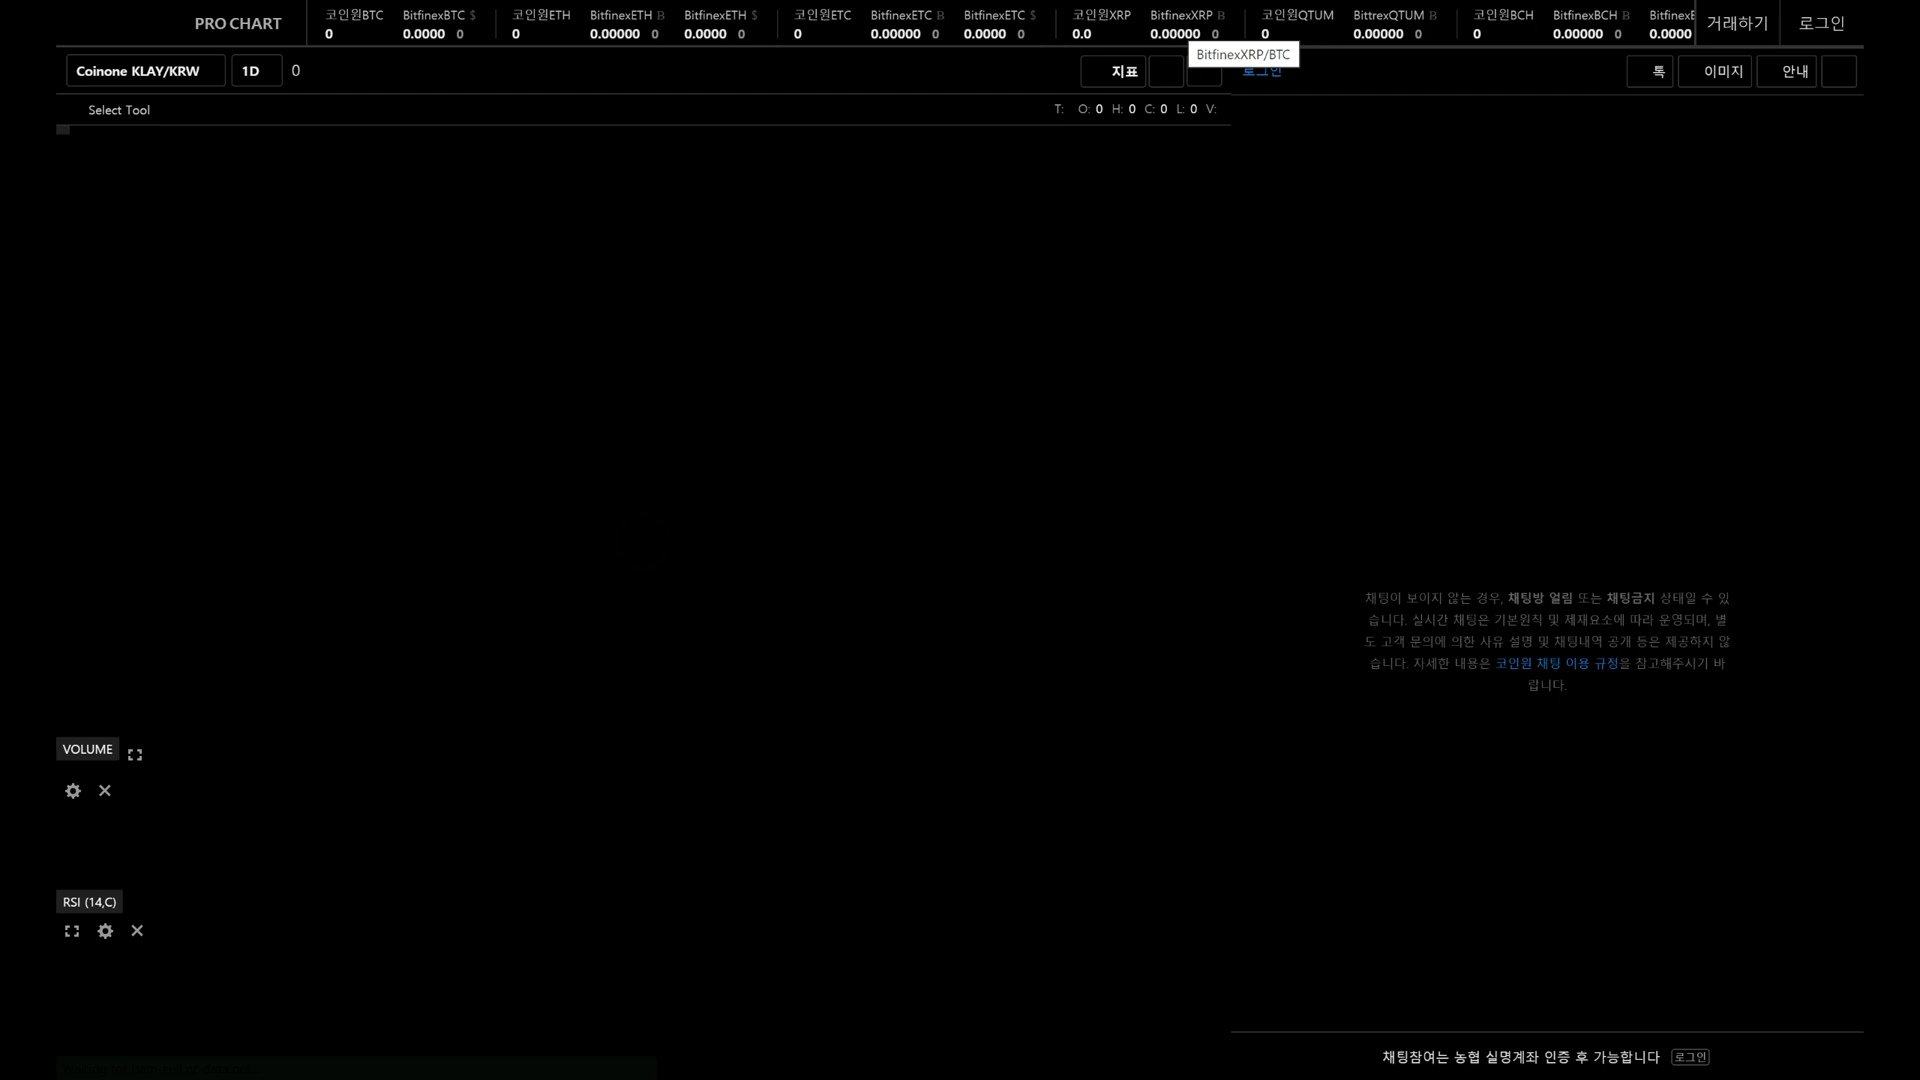 PRO CHART
코인원BTC BitfinexBTC $ 코인원ETH BitfinexETH B BitfinexETH $ 코인원ETC BitfinexETC B BitfinexETC $ 코인원XRP BitfinexXRP B 코인원QTUM BittrexQTUM B 코인원BCH BitfinexBCH B
0 0.0000 0 0 0.00000 0 0.0000 0 0 0.00000 0 0.0000 0 0.0 0.00000 0 0 0.00000 0 0 0.00000 0 0.0000
거래하기 로그인
BitfinexXRP/BTC
Coinone KLAY/KRW 1D 0 지표 로그인 톡 이미지 안내
Select Tool T: O: 0 H: 0 C: 0 L: 0 V:
채팅이 보이지 않는 경우, 채팅방 얼림 또는 채팅금지 상태일 수 있
습니다. 실시간 채팅은 기본원칙 및 제재요소에 따라 운영되며, 별
도 고객 문의에 의한 사유 설명 및 채팅내역 공개 등은 제공하지 않
습니다. 자세한 내용은 코인원 채팅 이용 규정을 참고해주시기 바
랍니다.
VOLUME
RSI (14,C)
채팅참여는 농협 실명계좌 인증 후 가능합니다 로그인